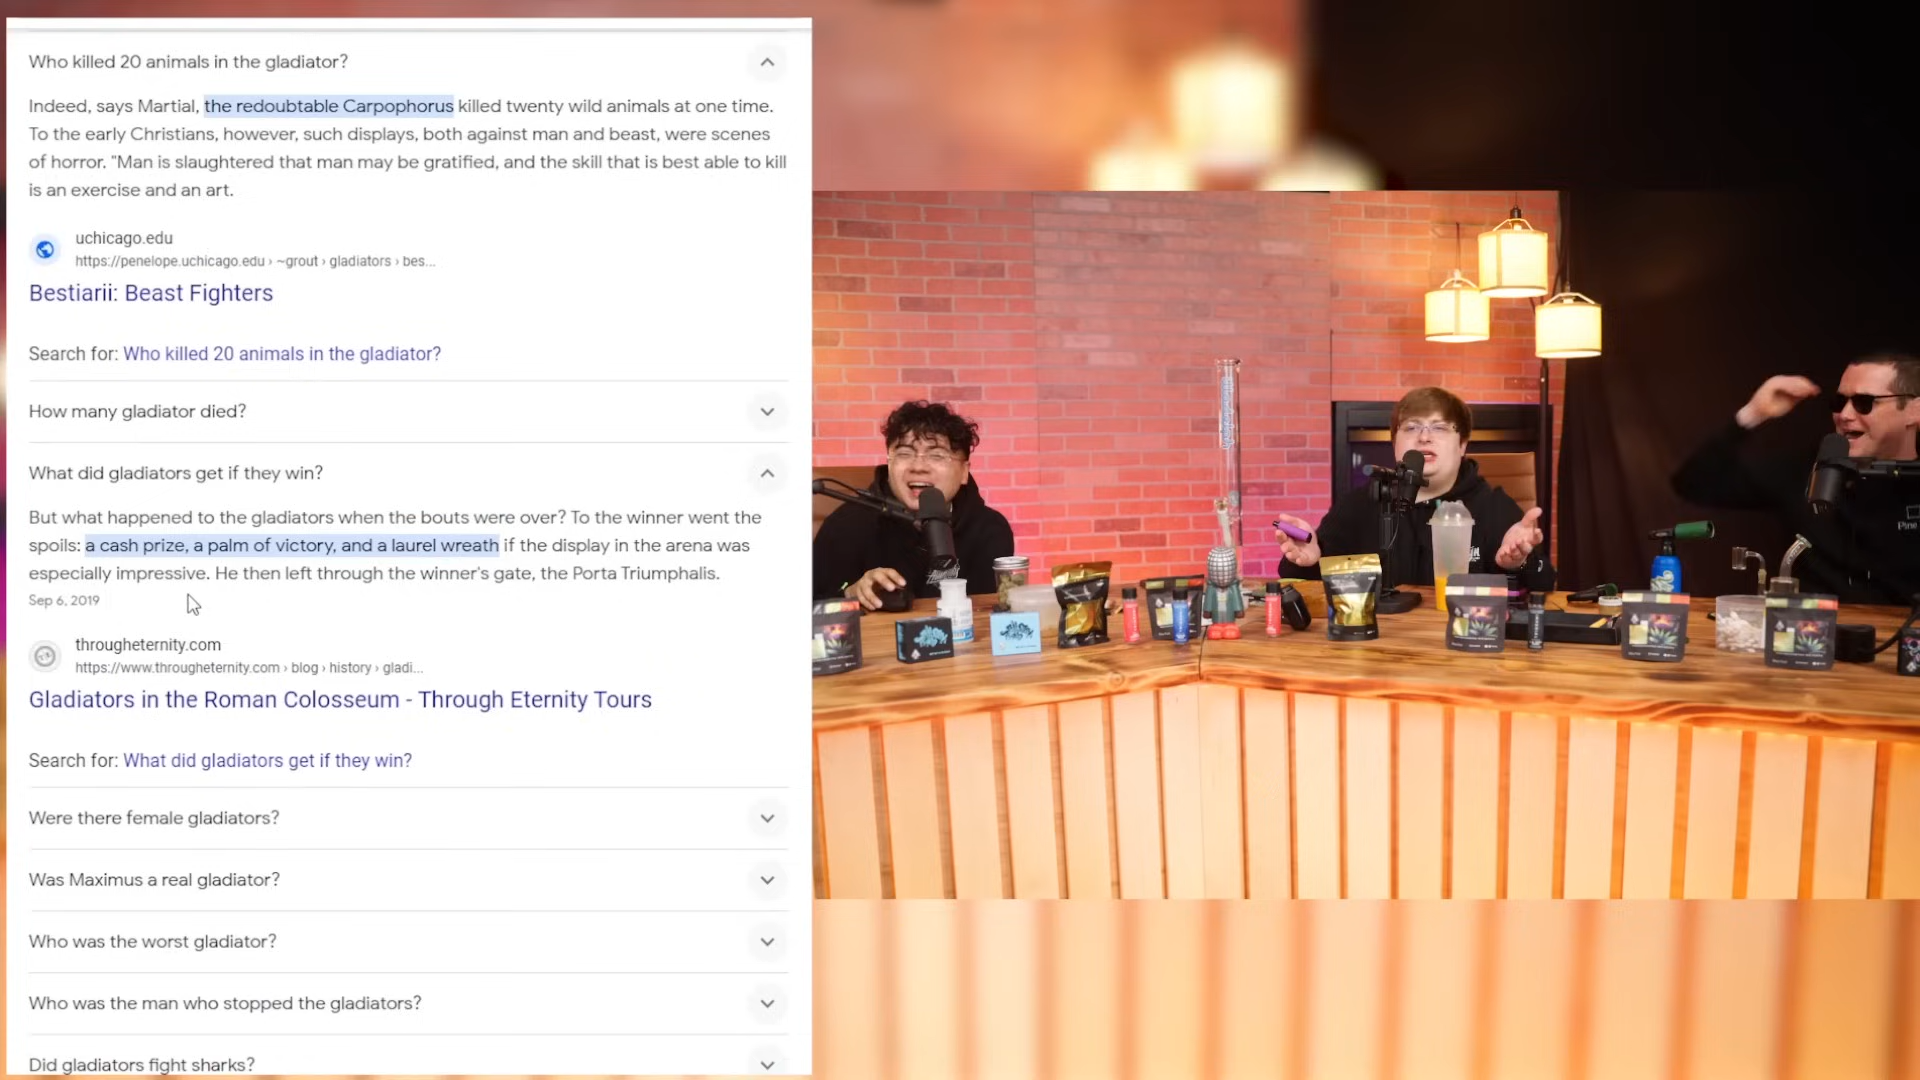 Who killed 20 animals in the gladiator?
Indeed, says Martial, the redoubtable Carpophorus killed twenty wild animals at one time.
To the early Christians, however, such displays, both against man and beast, were scenes
of horror. "Man is slaughtered that man may be gratified, and the skill that is best able to kill
is an exercise and an art.
uchicago.edu
https://penelope.uchicago.edu › ~grout › gladiators › bes...
Bestiarii: Beast Fighters
Search for: Who killed 20 animals in the gladiator?
How many gladiator died?
What did gladiators get if they win?
But what happened to the gladiators when the bouts were over? To the winner went the
spoils: a cash prize, a palm of victory, and a laurel wreath if the display in the arena was
especially impressive. He then left through the winner's gate, the Porta Triumphalis.
Sep 6, 2019
througheternity.com
https://www.througheternity.com › blog › history › gladi...
Gladiators in the Roman Colosseum - Through Eternity Tours
Search for: What did gladiators get if they win?
Were there female gladiators?
Was Maximus a real gladiator?
Who was the worst gladiator?
Who was the man who stopped the gladiators?
Did gladiators fight sharks?